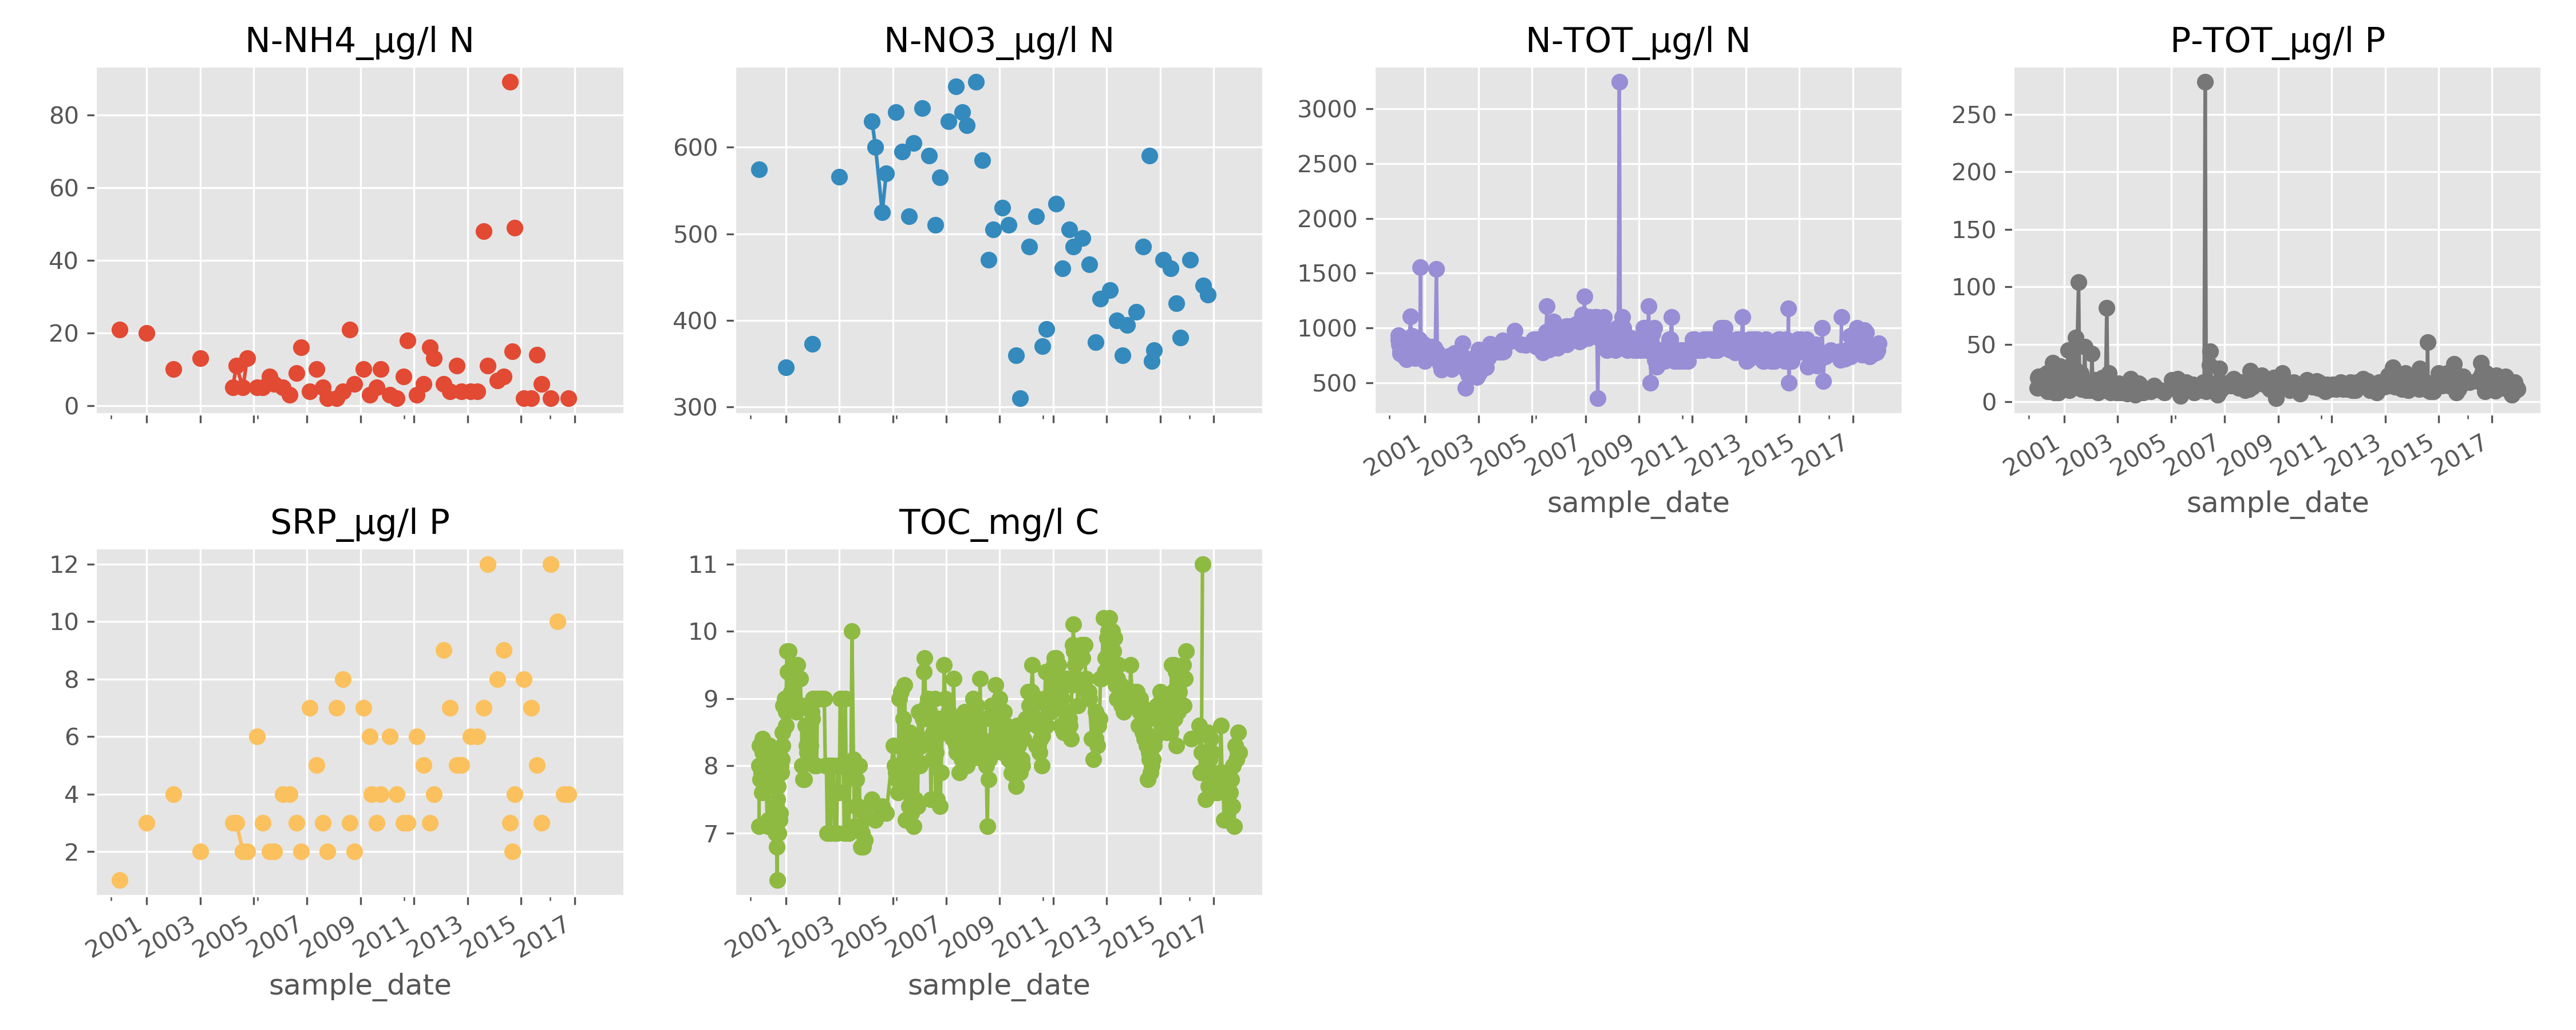 N-NH4_µg/l N
80
60
40
20
0
N-NO3_µg/l N
600
500
400
300
N-TOT_µg/l N
3000
2500
2000
1500
1000
500
2001 2003 2005 2007 2009 2011 2013 2015 2017
sample_date
P-TOT_µg/l P
250
200
150
100
50
0
2001 2003 2005 2007 2009 2011 2013 2015 2017
sample_date
SRP_µg/l P
12
10
8
6
4
2
2001 2003 2005 2007 2009 2011 2013 2015 2017
sample_date
TOC_mg/l C
11
10
9
8
7
2001 2003 2005 2007 2009 2011 2013 2015 2017
sample_date